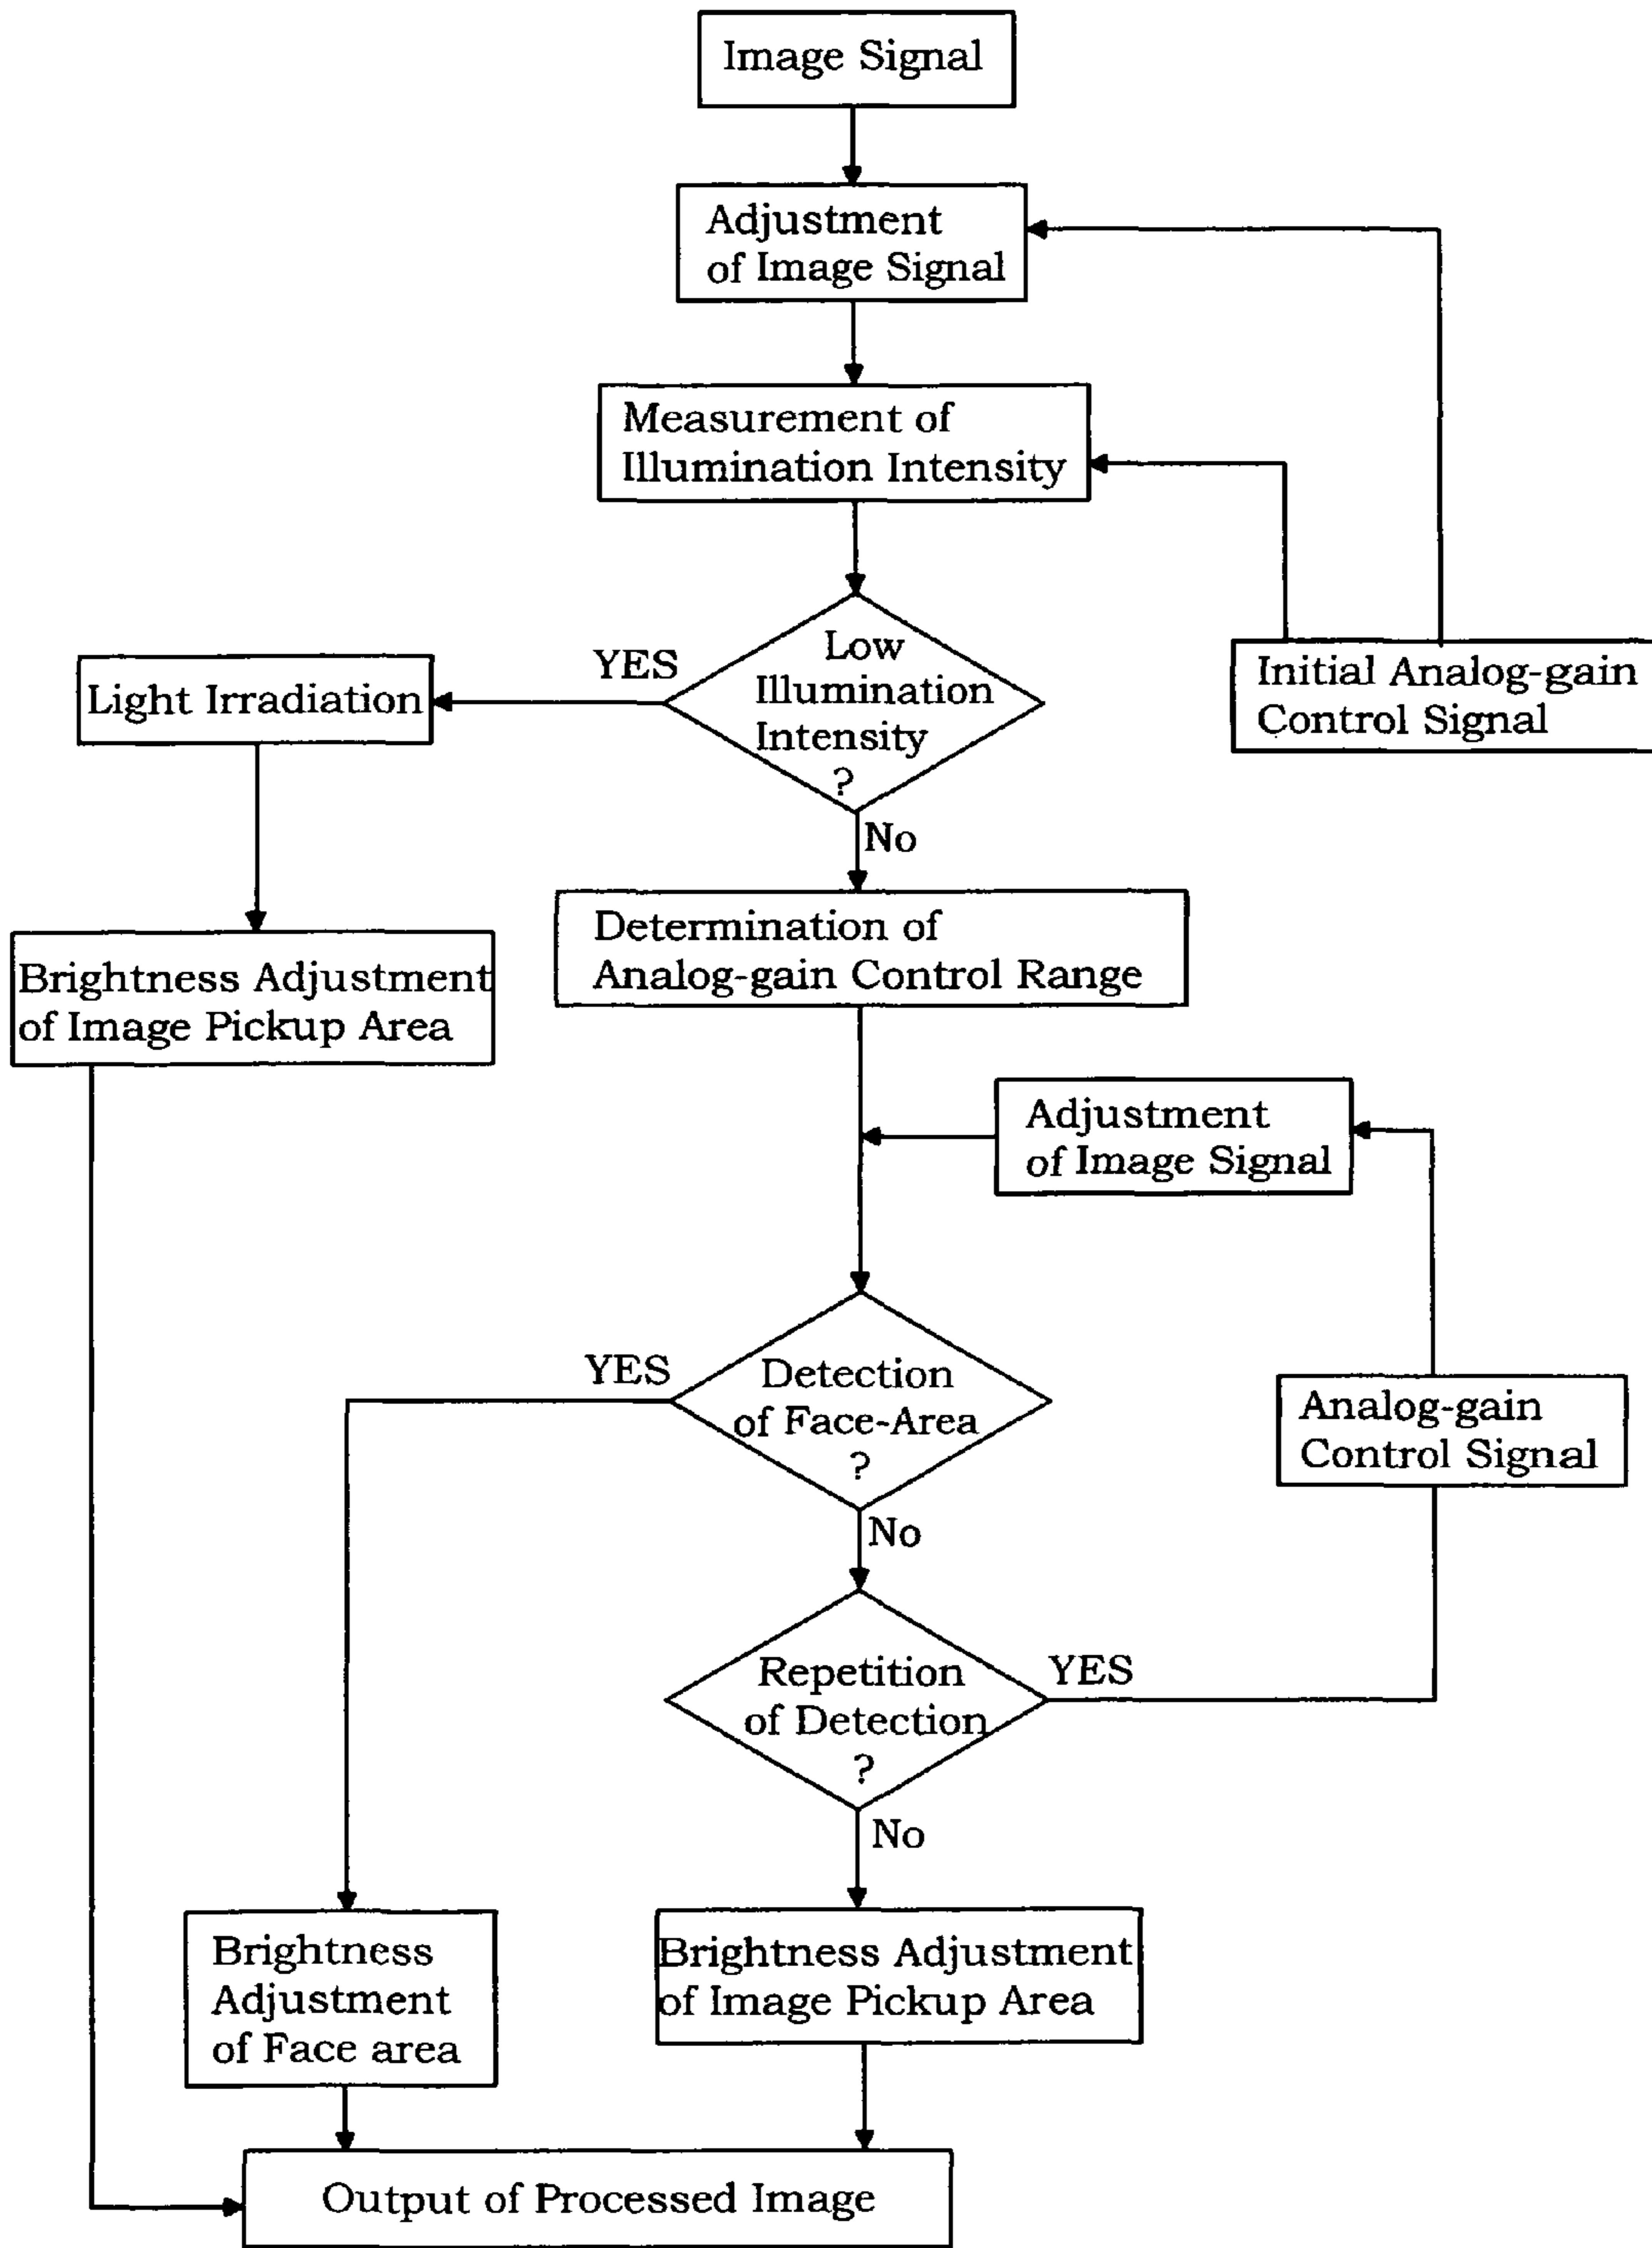 Image Signal
Adjustment
of Image Signal
Measurement of
Illumination Intensity
Low
Illumination
Intensity
?
YES
Light Irradiation
Initial Analog-gain
Control Signal
No
Determination of
Analog-gain Control Range
Brightness Adjustment
of Image Pickup Area
Adjustment
of Image Signal
YES
Detection
of Face-Area
?
Analog-gain
Control Signal
No
Repetition
of Detection
?
YES
No
Brightness
Adjustment
of Face area
Brightness Adjustment
of Image Pickup Area
Output of Processed Image